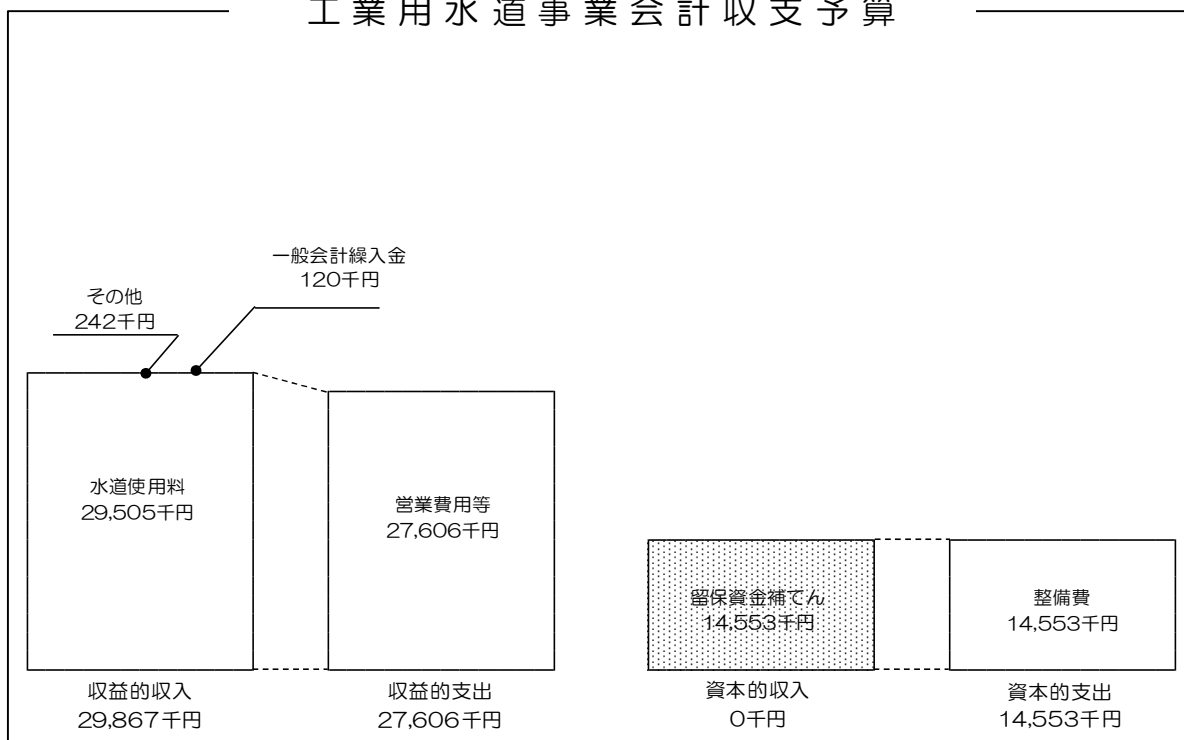 工業用水道事業会計収支予算
一般会計繰入金
120千円
その他
242千円
水道使用料
29,505千円
営業費用等
27,606千円
留保資金補てん
14,553千円
整備費
14,553千円
収益的収入
29,867千円
収益的支出
27,606千円
資本的収入
0千円
資本的支出
14,553千円